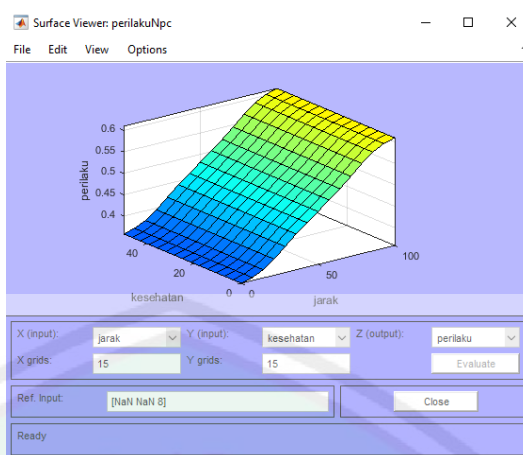 Surface Viewer: perilakuNpc
File Edit View Options
0.6
0.55
0.5
0.45
0.4
perilaku
40
20
0
kesehatan
0
50
100
jarak
X (input): jarak Y (input): kesehatan Z (output): perilaku
X grids: 15 Y grids: 15 Evaluate
Ref. Input: [NaN NaN 8] Close
Ready